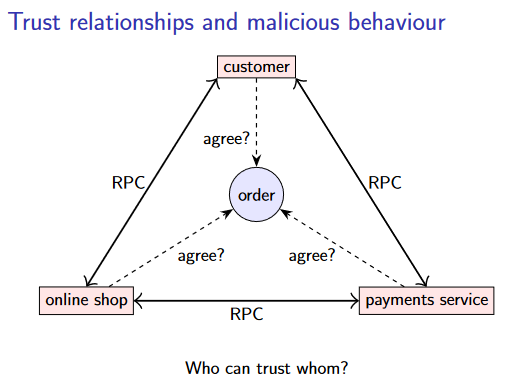 Trust relationships and malicious behaviour
customer
agree?
RPC
RPC
order
agree?
agree?
online shop
payments service
RPC
Who can trust whom?